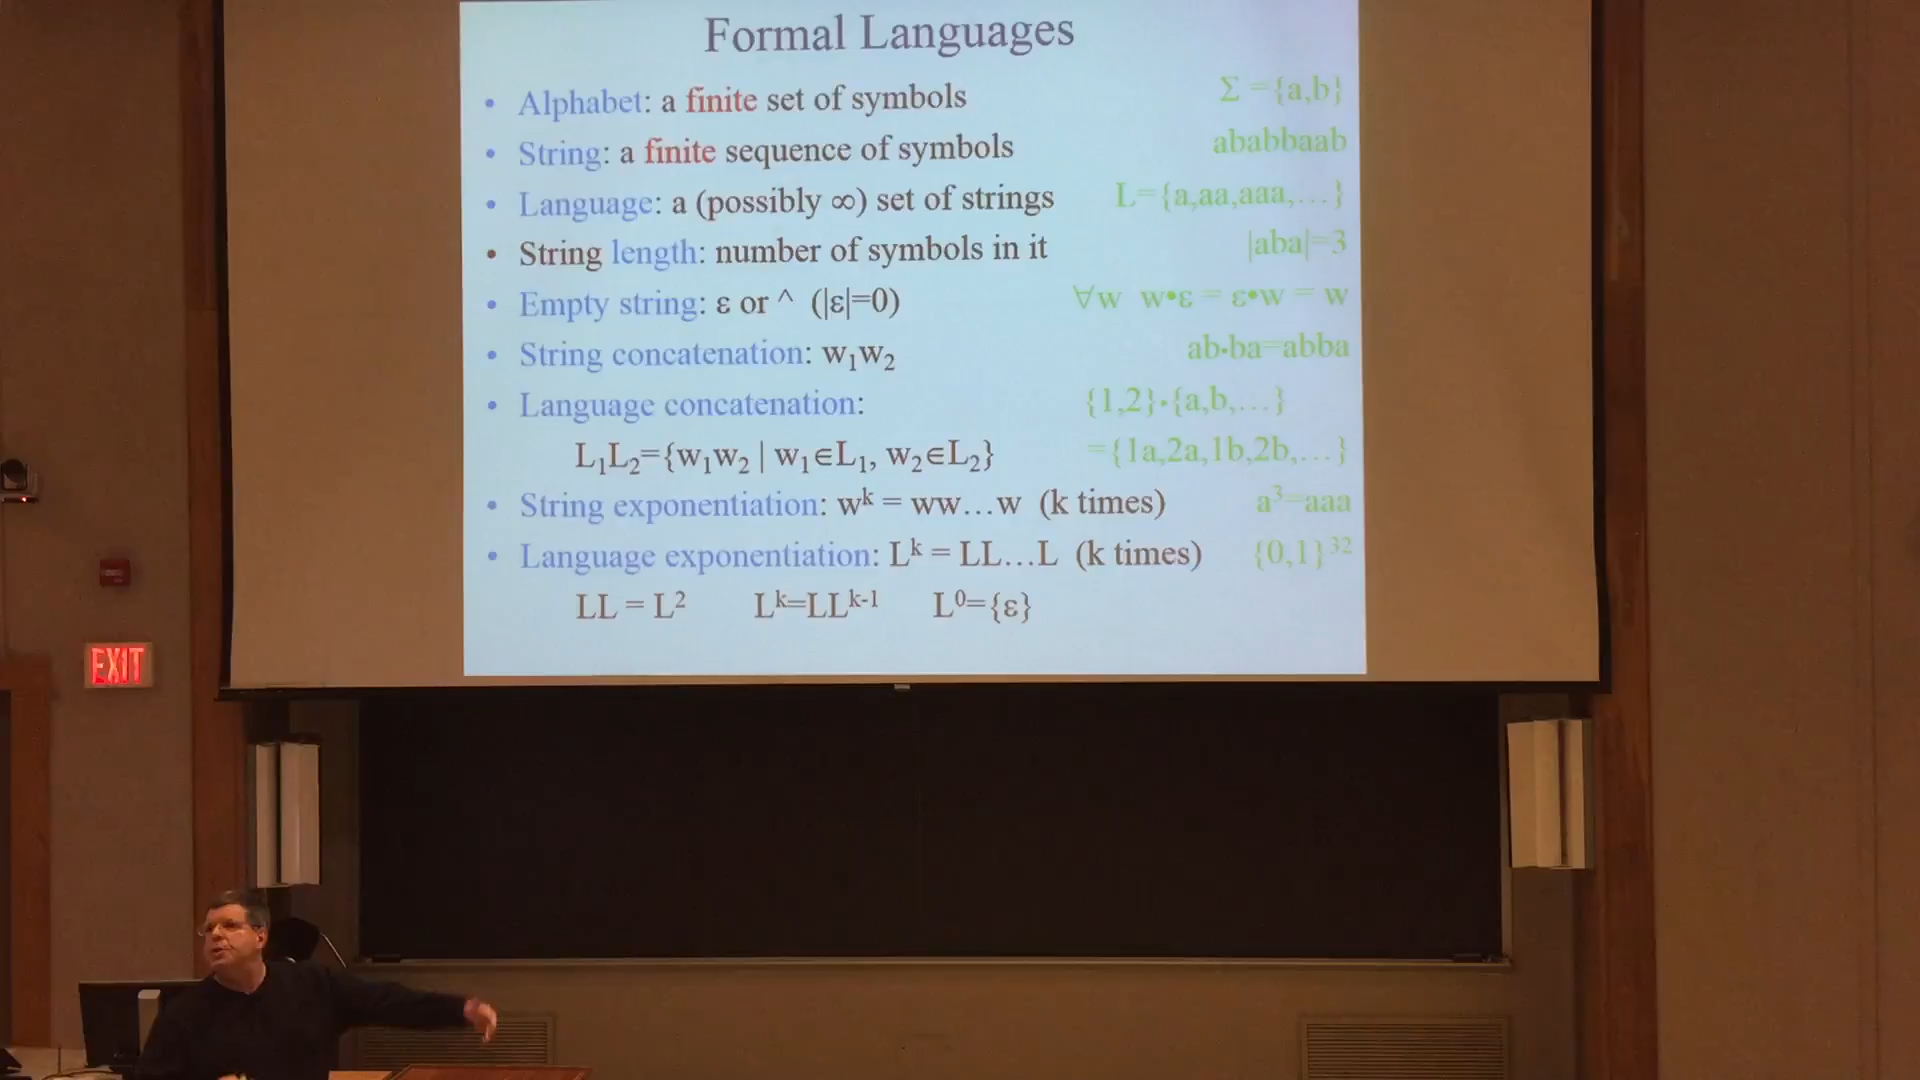 Formal Languages
• Alphabet: a finite set of symbols Σ ={a,b}
• String: a finite sequence of symbols ababbaab
• Language: a (possibly ∞) set of strings L={a,aa,aaa,…}
• String length: number of symbols in it |aba|=3
• Empty string: ε or ^ (|ε|=0) ∀w w•ε = ε•w = w
• String concatenation: w₁w₂ ab•ba=abba
• Language concatenation: {1,2}•{a,b,…}
L₁L₂={w₁w₂ | w₁∈L₁, w₂∈L₂} ={1a,2a,1b,2b,…}
• String exponentiation: wᵏ = ww…w (k times) a³=aaa
• Language exponentiation: Lᵏ = LL…L (k times) {0,1}³²
LL = L² Lᵏ=LLᵏ⁻¹ L⁰={ε}
EXIT